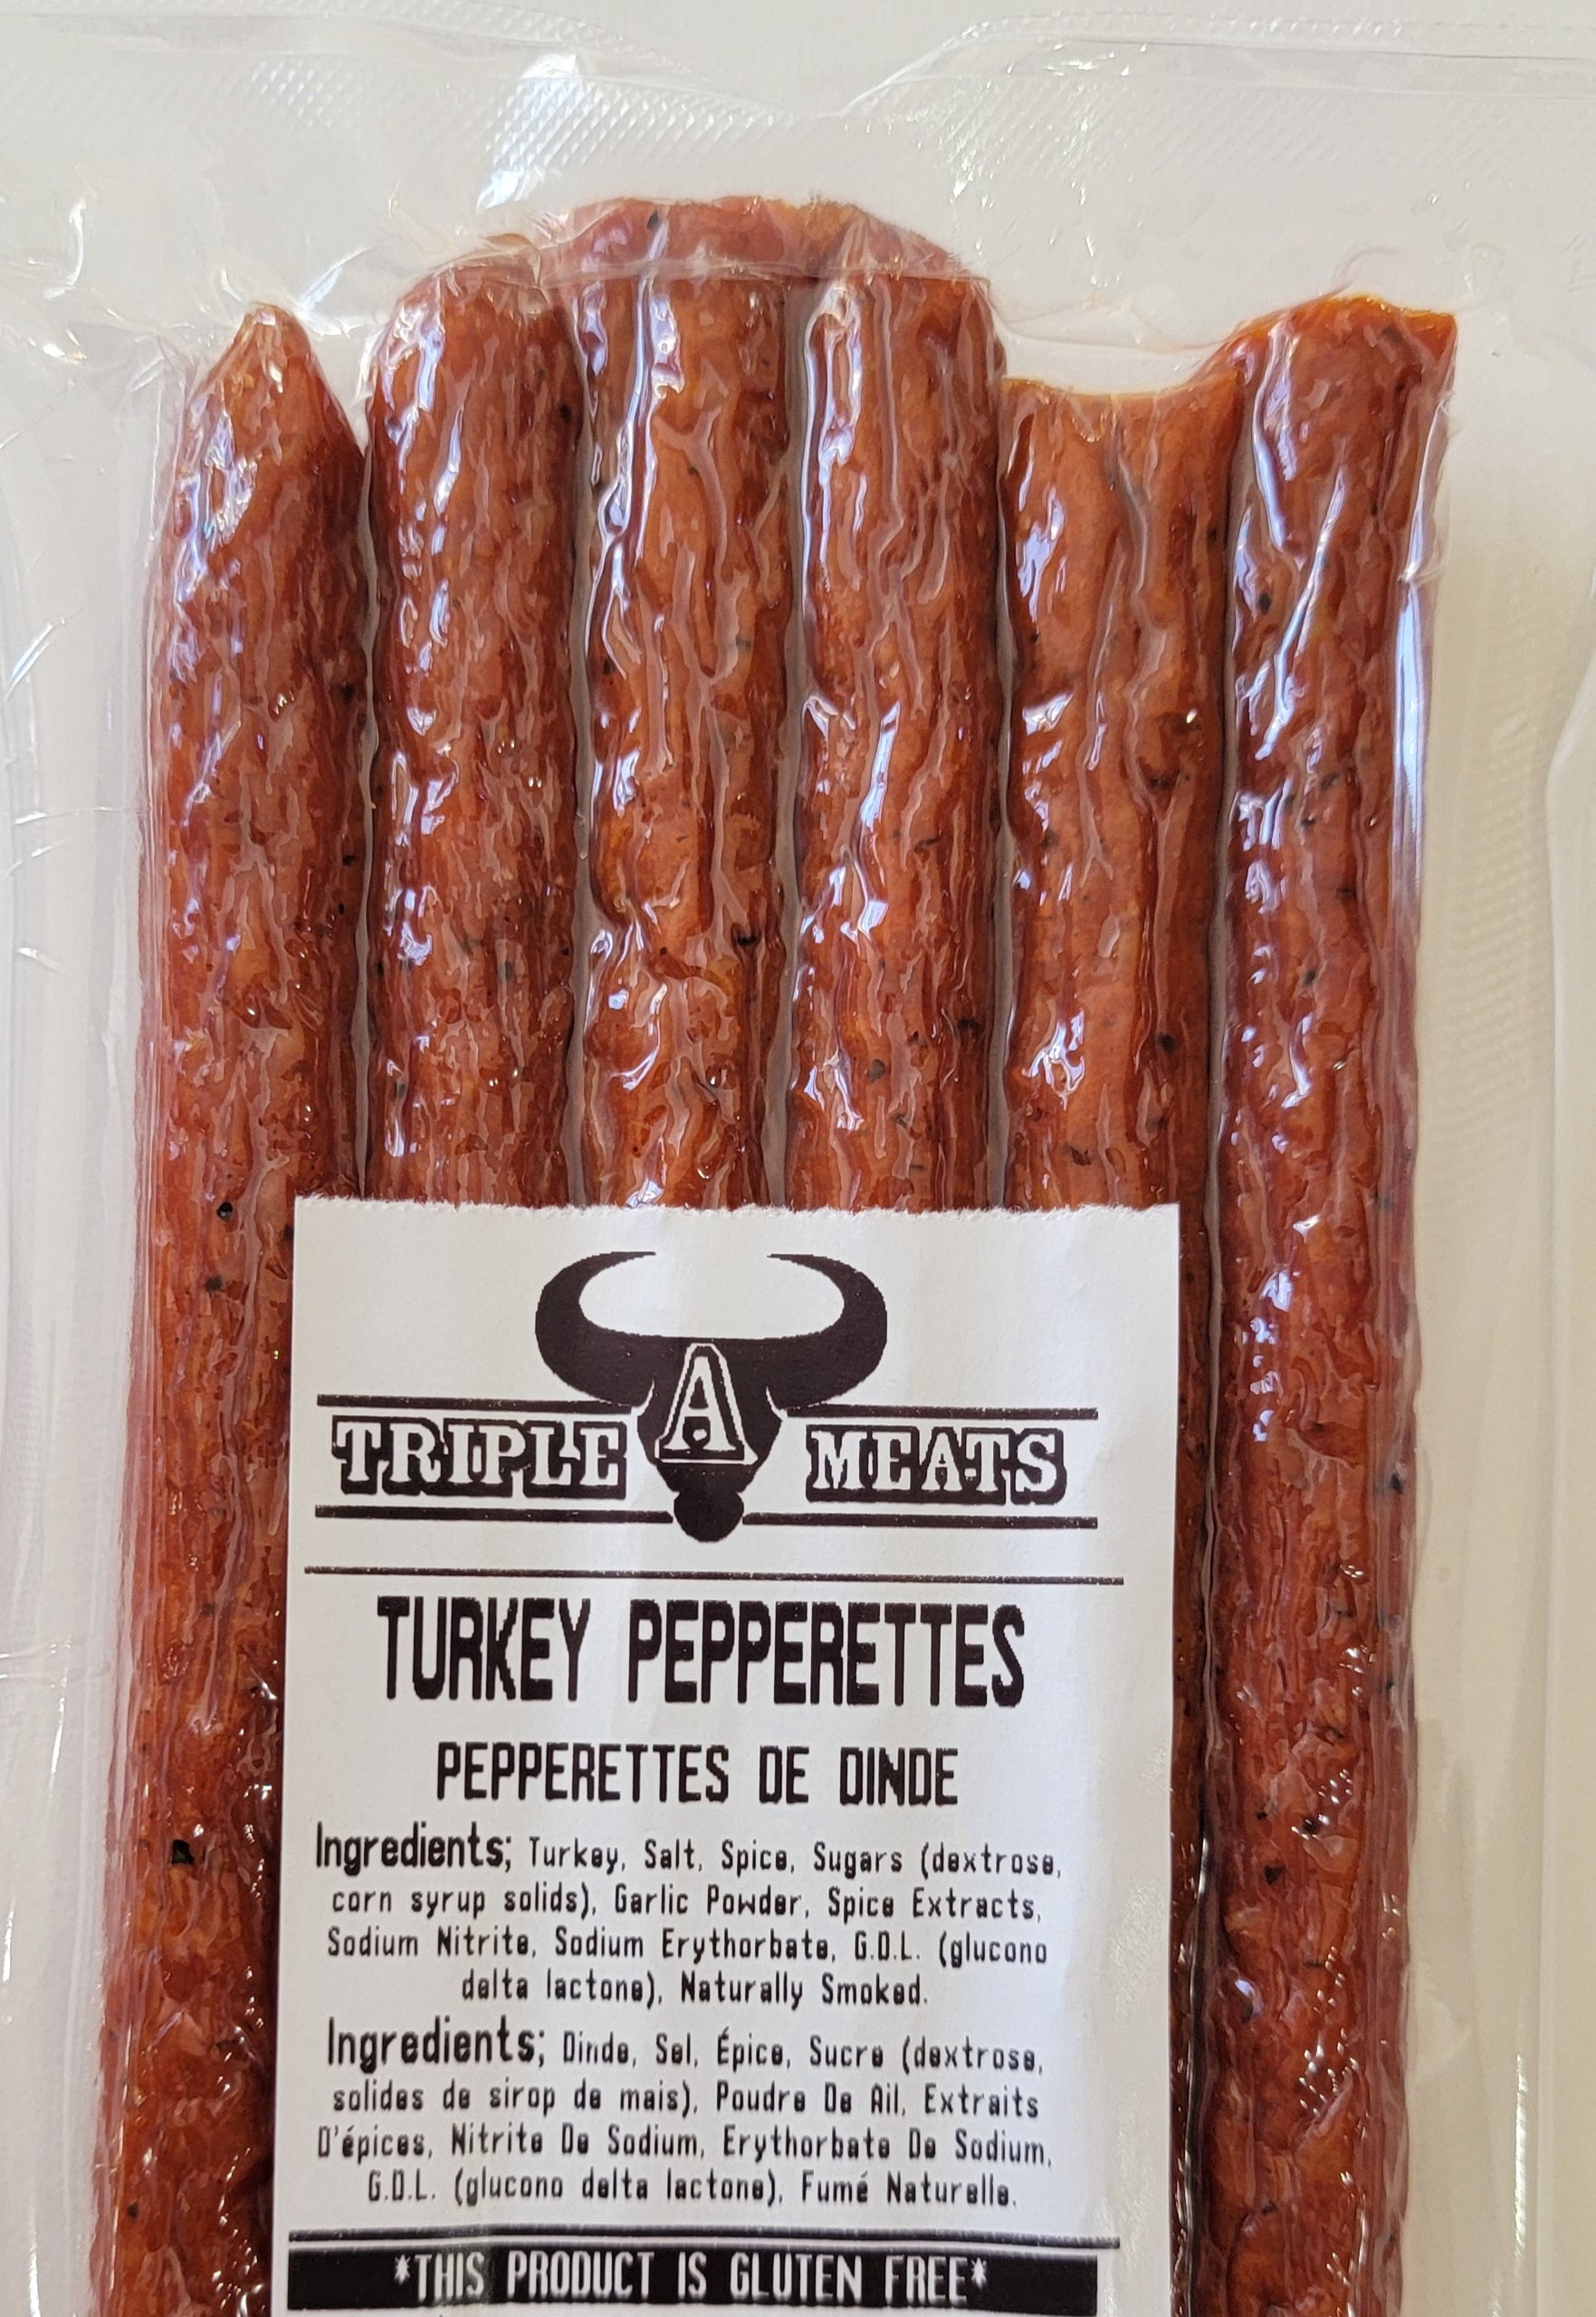 TRIPLE A MEATS
TURKEY PEPPERETTES
PEPPERETTES DE DINDE
Ingredients; Turkey, Salt, Spice, Sugars (dextrose,
corn syrup solids), Garlic Powder, Spice Extracts,
Sodium Nitrite, Sodium Erythorbate, G.D.L. (glucono
delta lactone), Naturally Smoked.
Ingredients; Dinde, Sel, Épice, Sucre (dextrose,
solides de sirop de mais), Poudre De Ail, Extraits
D'épices, Nitrite De Sodium, Erythorbate De Sodium,
G.D.L. (glucono delta lactone), Fumé Naturelle.
*THIS PRODUCT IS GLUTEN FREE*